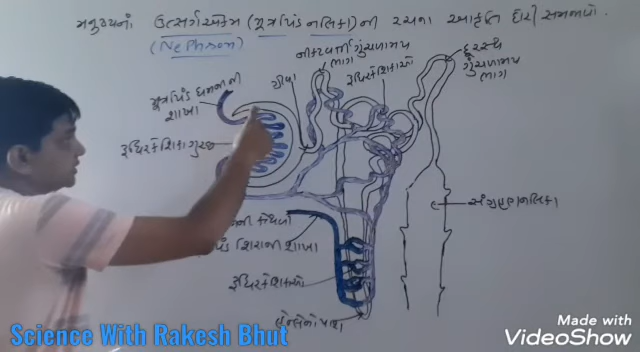 મનુષ્યનાં ઉત્સર્ગએકમ (મૂત્રપિંડ નલિકા) ની રચના આકૃતિ દોરી સમજાવો.
(Nephron)
નીકટવર્તી ગુંચળામય ભાગ
દૂરસ્થ ગુંચળામય ભાગ
ગ્રીવા
રુધિરકેશિકાઓ
મૂત્રપિંડ ધમનીની શાખા
રુધિરકેશિકાગુચ્છ
સંગ્રહણનલિકા
શિરાની શાખા
રુધિરકેશિકાઓ
હેન્લેનો પાશ
Science With Rakesh Bhut
Made with
VideoShow